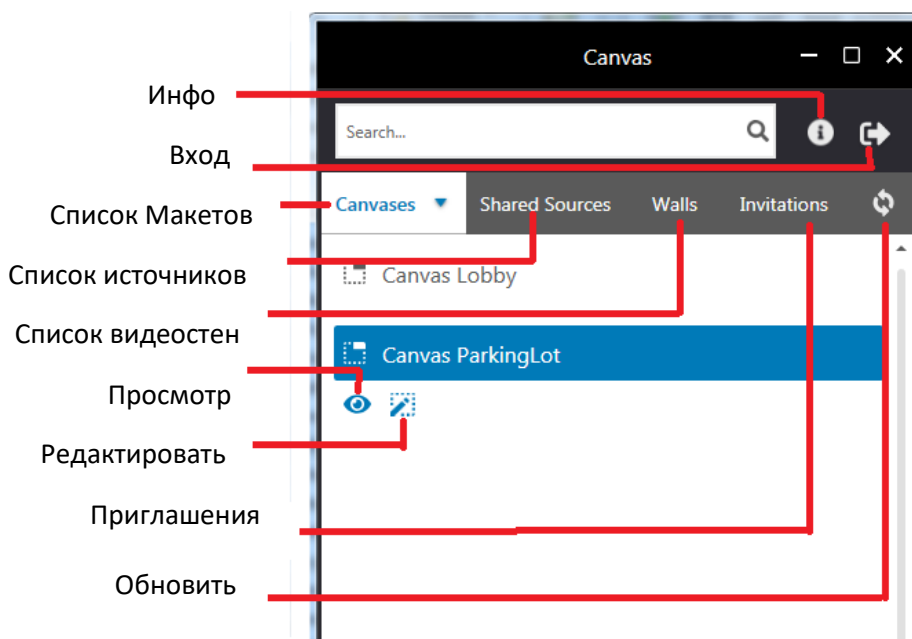 Canvas
Инфо
Search...
Вход
Список Макетов
Canvases
Shared Sources
Walls
Invitations
Список источников
Canvas Lobby
Список видеостен
Canvas ParkingLot
Просмотр
Редактировать
Приглашения
Обновить